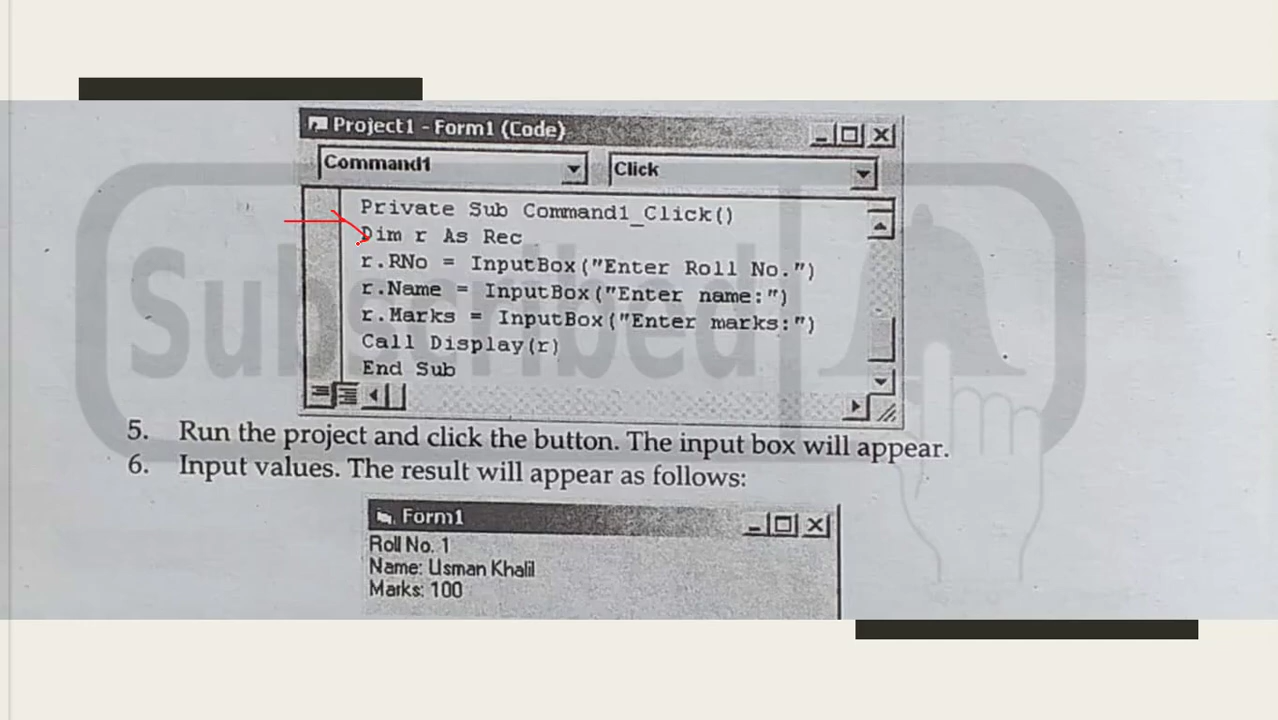 Project1 - Form1 (Code)
Command1 Click
Private Sub Command1_Click()
Dim r As Rec
r.RNo = InputBox("Enter Roll No.")
r.Name = InputBox("Enter name:")
r.Marks = InputBox("Enter marks:")
Call Display(r)
End Sub
Subscribed
5. Run the project and click the button. The input box will appear.
6. Input values. The result will appear as follows:
Form1
Roll No. 1
Name: Usman Khalil
Marks: 100